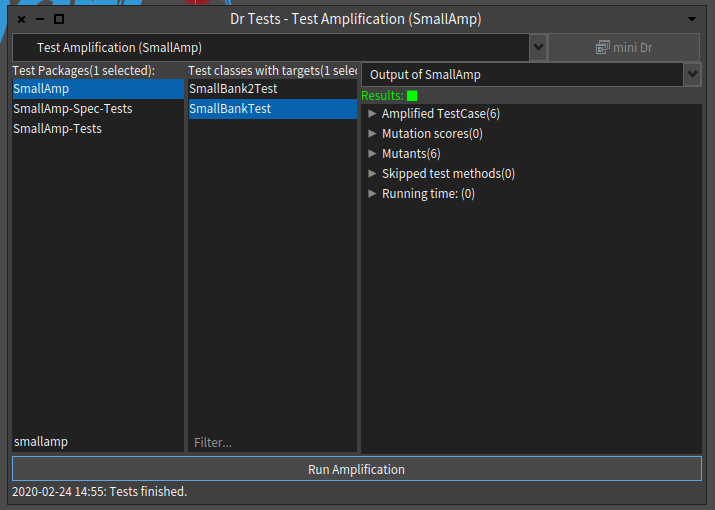 Dr Tests - Test Amplification (SmallAmp)
Test Amplification (SmallAmp)
mini Dr
Test Packages(1 selected):
SmallAmp
SmallAmp-Spec-Tests
SmallAmp-Tests
smallamp
Test classes with targets(1 selec
SmallBank2Test
SmallBankTest
Filter...
Output of SmallAmp
Results:
Amplified TestCase(6)
Mutation scores(0)
Mutants(6)
Skipped test methods(0)
Running time: (0)
Run Amplification
2020-02-24 14:55: Tests finished.